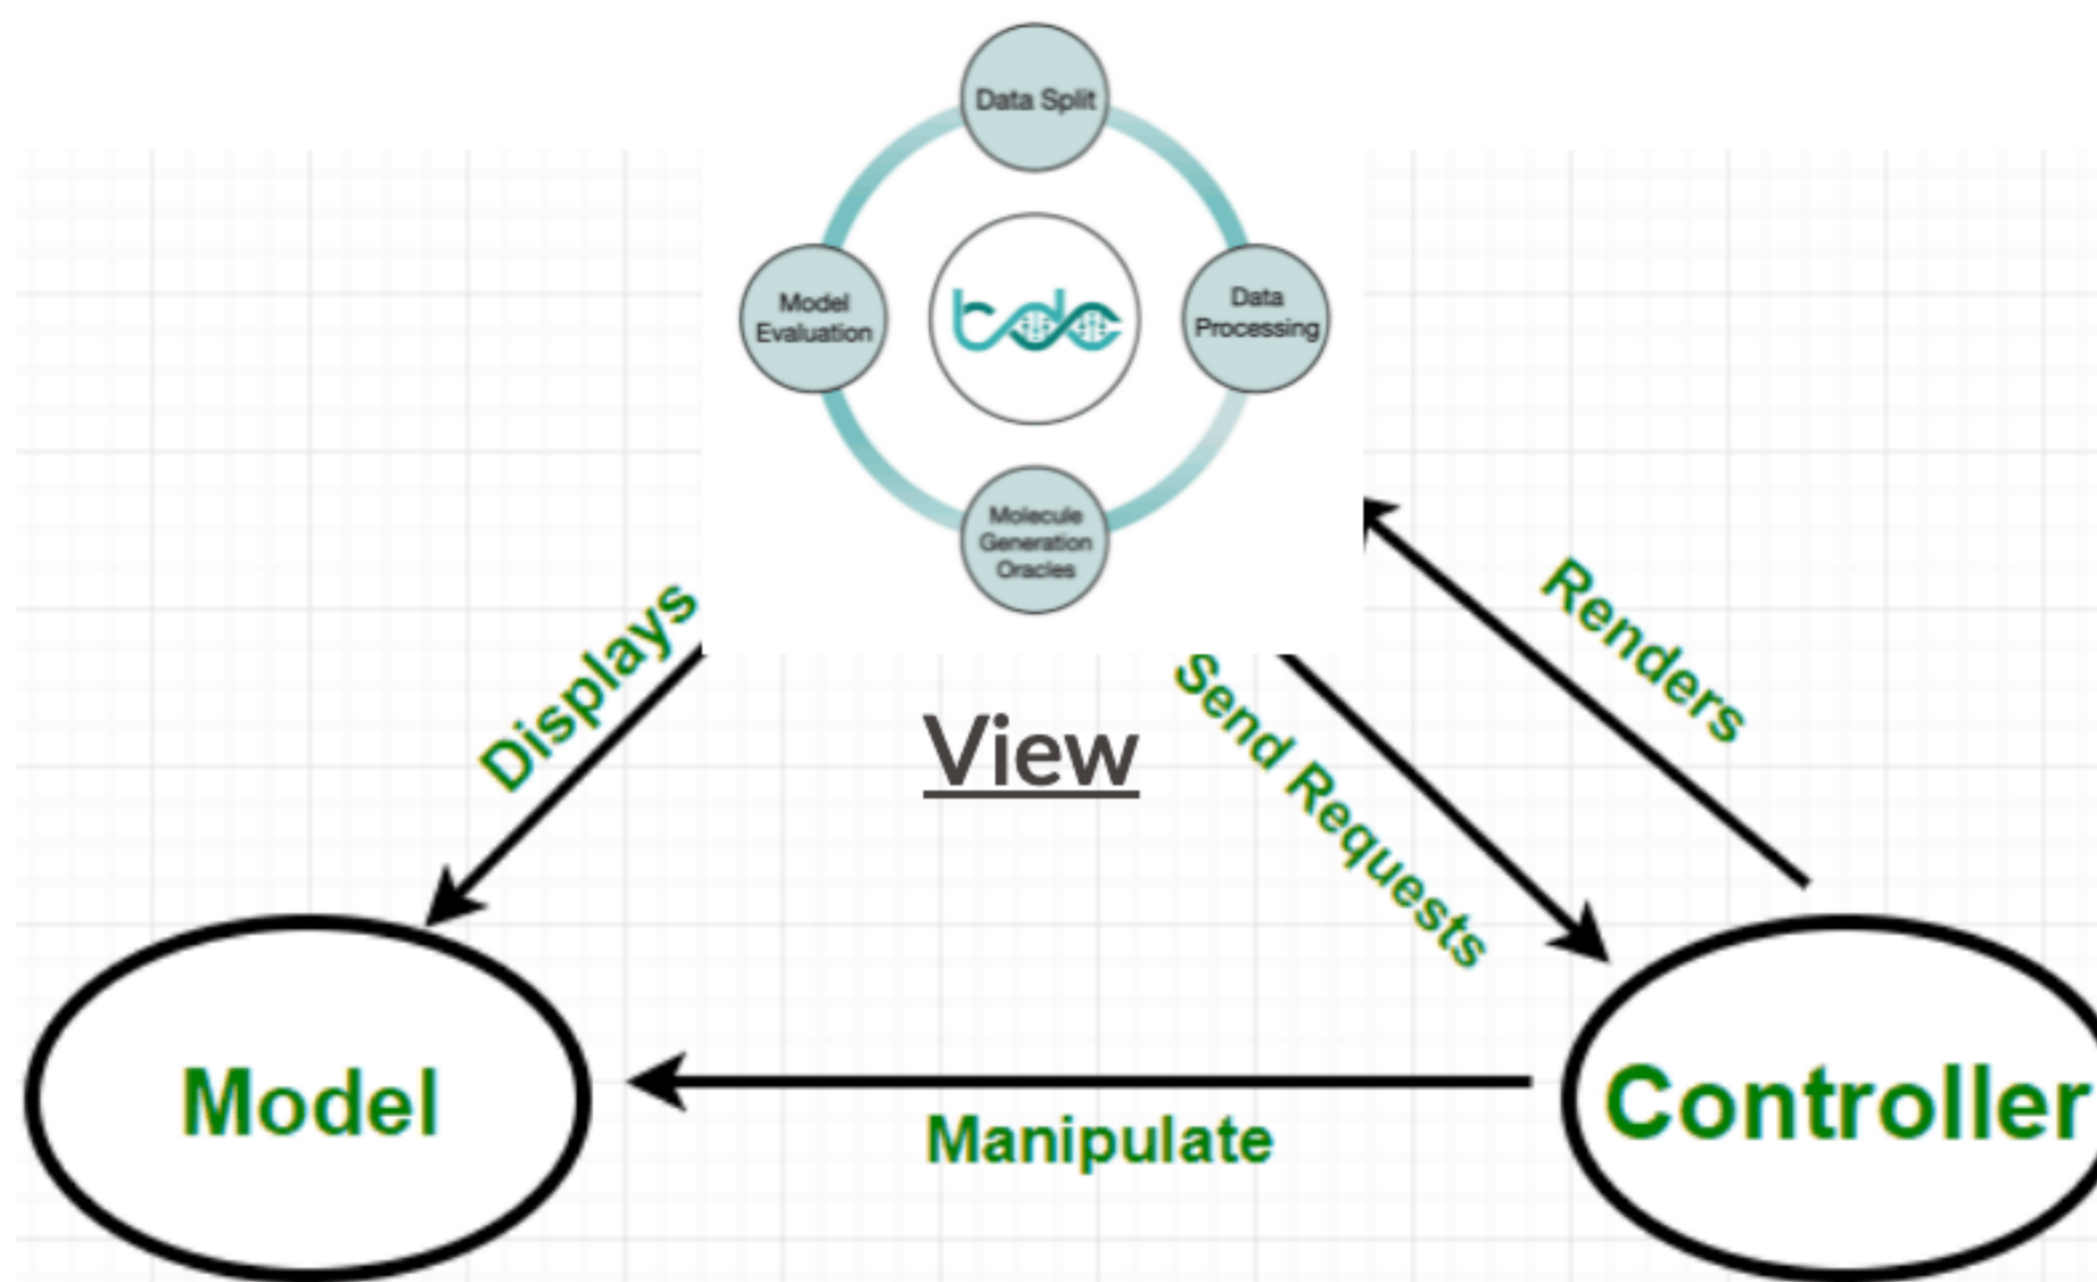 Data Split
Model
Evaluation
tdc
Data
Processing
Molecule
Generation
Oracles
Displays
View
Send Requests
Renders
Model
Manipulate
Controller